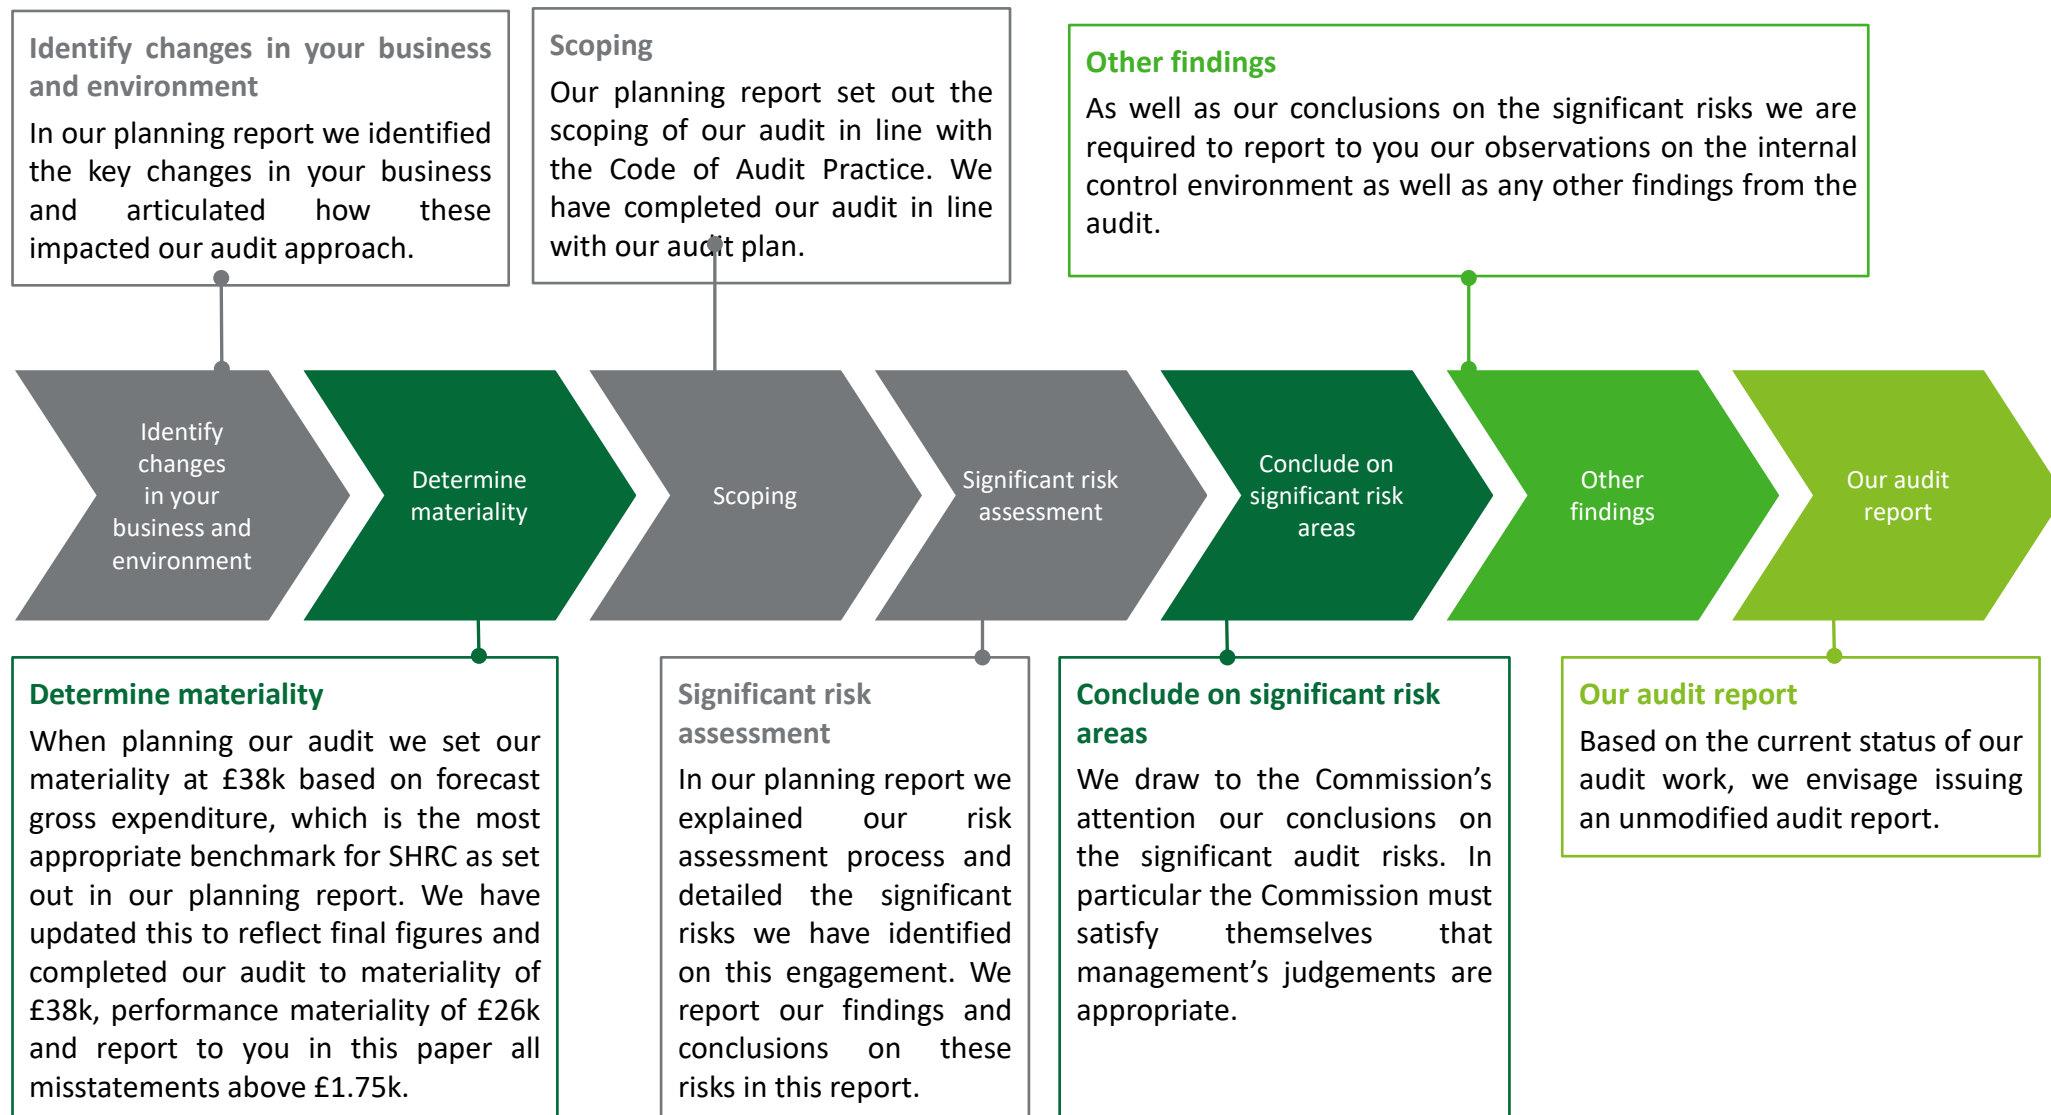 Identify changes in your business
and environment
In our planning report we identified
the key changes in your business
and articulated how these
impacted our audit approach.
Scoping
Our planning report set out the
scoping of our audit in line with
the Code of Audit Practice. We
have completed our audit in line
with our audit plan.
Other findings
As well as our conclusions on the significant risks we are
required to report to you our observations on the internal
control environment as well as any other findings from the
audit.
Identify
changes
in your
business and
environment
Determine
materiality
Scoping
Significant risk
assessment
Conclude on
significant risk
areas
Other
findings
Our audit
report
Determine materiality
When planning our audit we set our
materiality at £38k based on forecast
gross expenditure, which is the most
appropriate benchmark for SHRC as set
out in our planning report. We have
updated this to reflect final figures and
completed our audit to materiality of
£38k, performance materiality of £26k
and report to you in this paper all
misstatements above £1.75k.
Significant risk
assessment
In our planning report we
explained our risk
assessment process and
detailed the significant
risks we have identified
on this engagement. We
report our findings and
conclusions on these
risks in this report.
Conclude on significant risk
areas
We draw to the Commission’s
attention our conclusions on
the significant audit risks. In
particular the Commission must
satisfy themselves that
management’s judgements are
appropriate.
Our audit report
Based on the current status of our
audit work, we envisage issuing
an unmodified audit report.